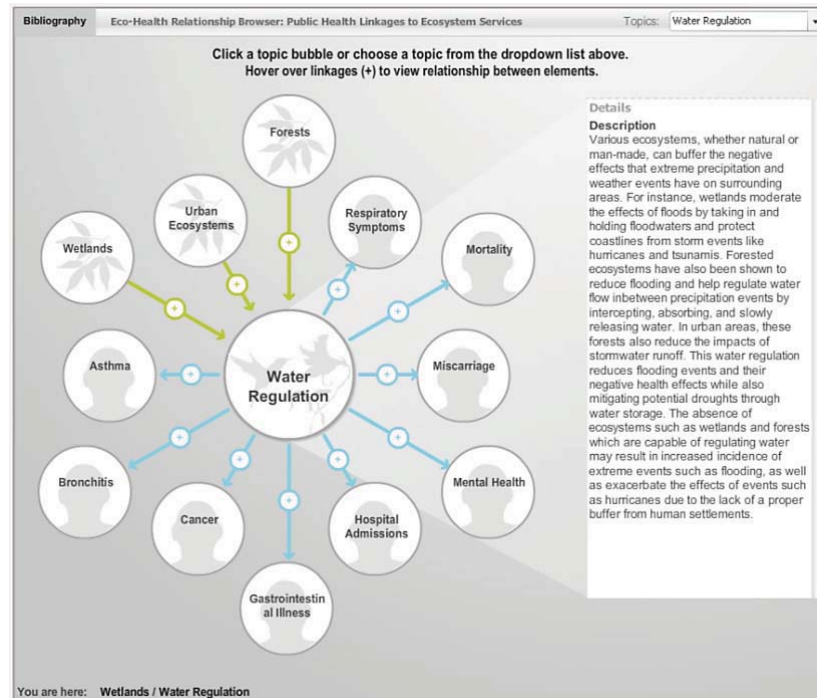 Bibliography
Eco-Health Relationship Browser: Public Health Linkages to Ecosystem Services
Topics:
Water Regulation
Click a topic bubble or choose a topic from the dropdown list above.
Hover over linkages (+) to view relationship between elements.
Forests
Urban
Ecosystems
Respiratory
Symptoms
Wetlands
Mortality
Asthma
Water
Regulation
Miscarriage
Bronchitis
Mental Health
Cancer
Hospital
Admissions
Gastrointestin
al Illness
Details
Description
Various ecosystems, whether natural or
man-made, can buffer the negative
effects that extreme precipitation and
weather events have on surrounding
areas. For instance, wetlands moderate
the effects of floods by taking in and
holding floodwaters and protect
coastlines from storm events like
hurricanes and tsunamis. Forested
ecosystems have also been shown to
reduce flooding and help regulate water
flow inbetween precipitation events by
intercepting, absorbing, and slowly
releasing water. In urban areas, these
forests also reduce the impacts of
stormwater runoff. This water regulation
reduces flooding events and their
negative health effects while also
mitigating potential droughts through
water storage. The absence of
ecosystems such as wetlands and forests
which are capable of regulating water
may result in increased incidence of
extreme events such as flooding, as well
as exacerbate the effects of events such
as hurricanes due to the lack of a proper
buffer from human settlements.
You are here: Wetlands / Water Regulation